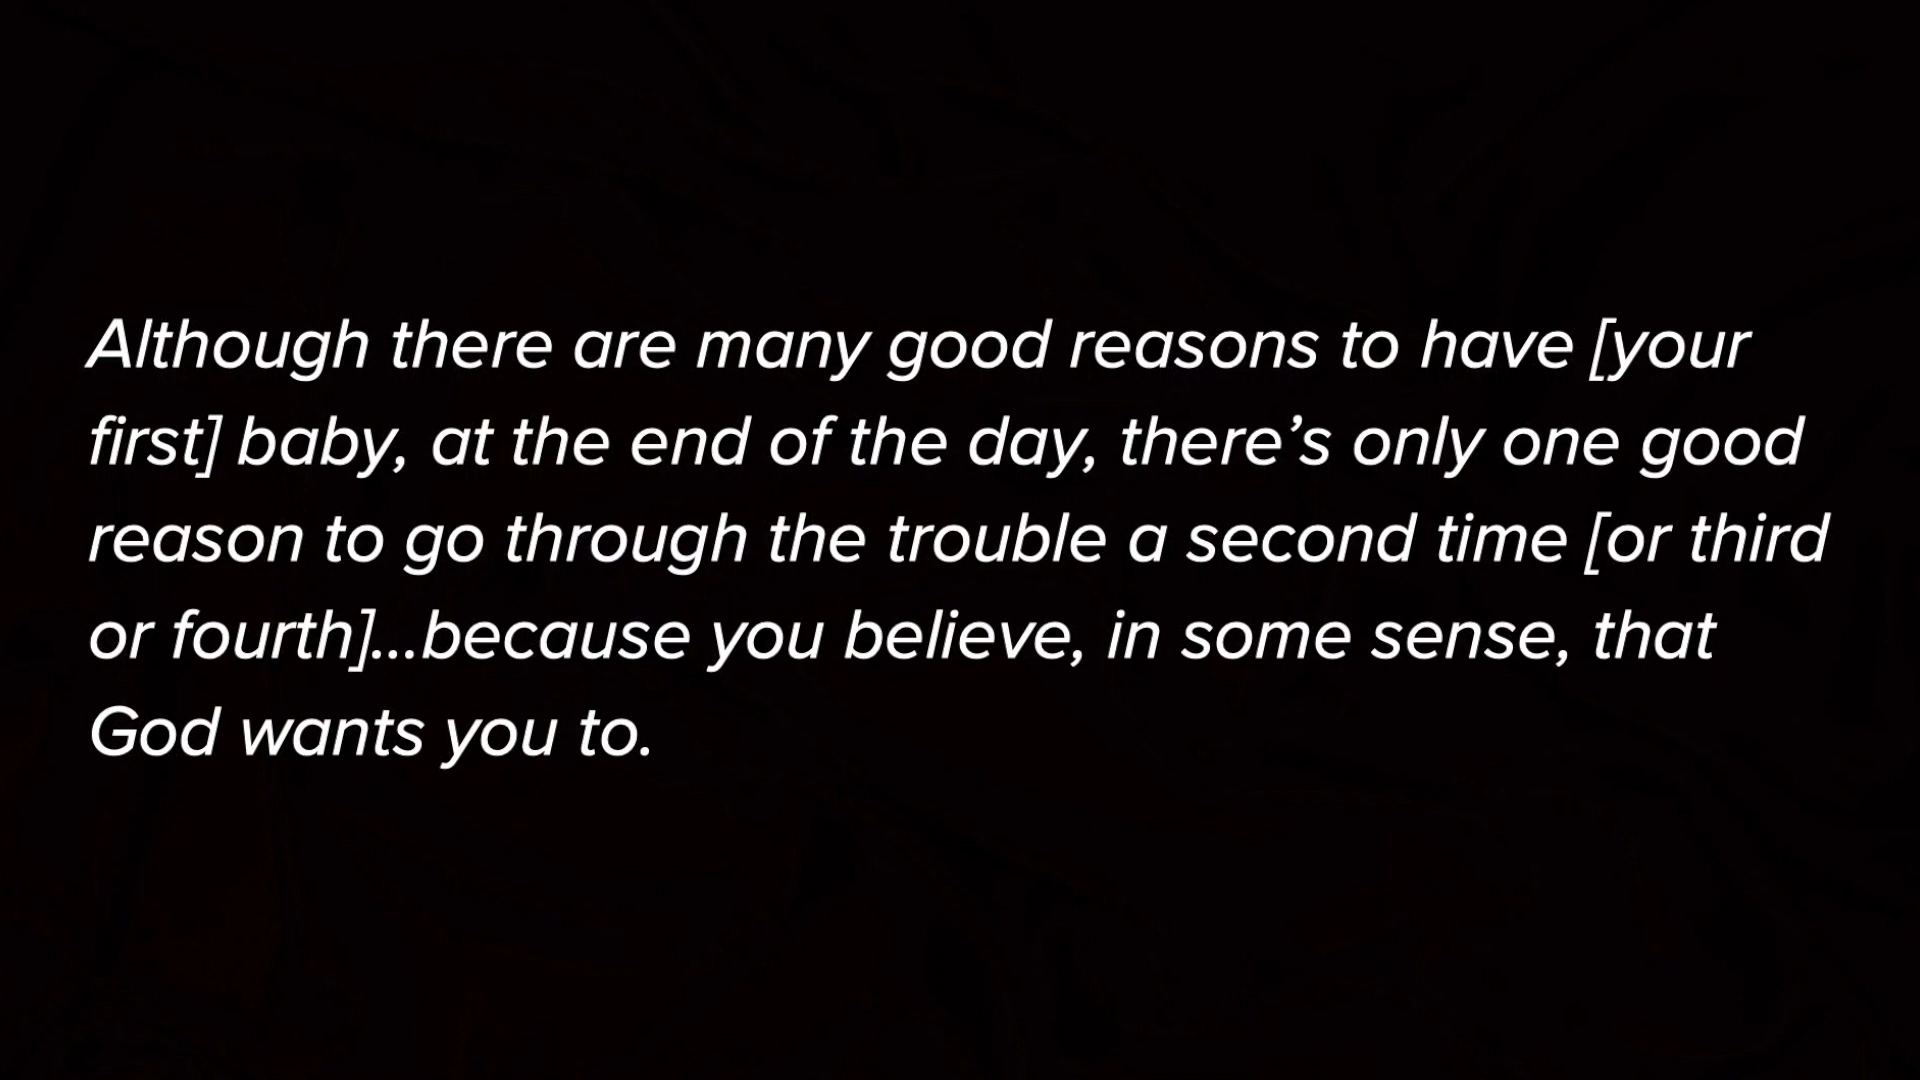 Although there are many good reasons to have [your
first] baby, at the end of the day, there’s only one good
reason to go through the trouble a second time [or third
or fourth]...because you believe, in some sense, that
God wants you to.